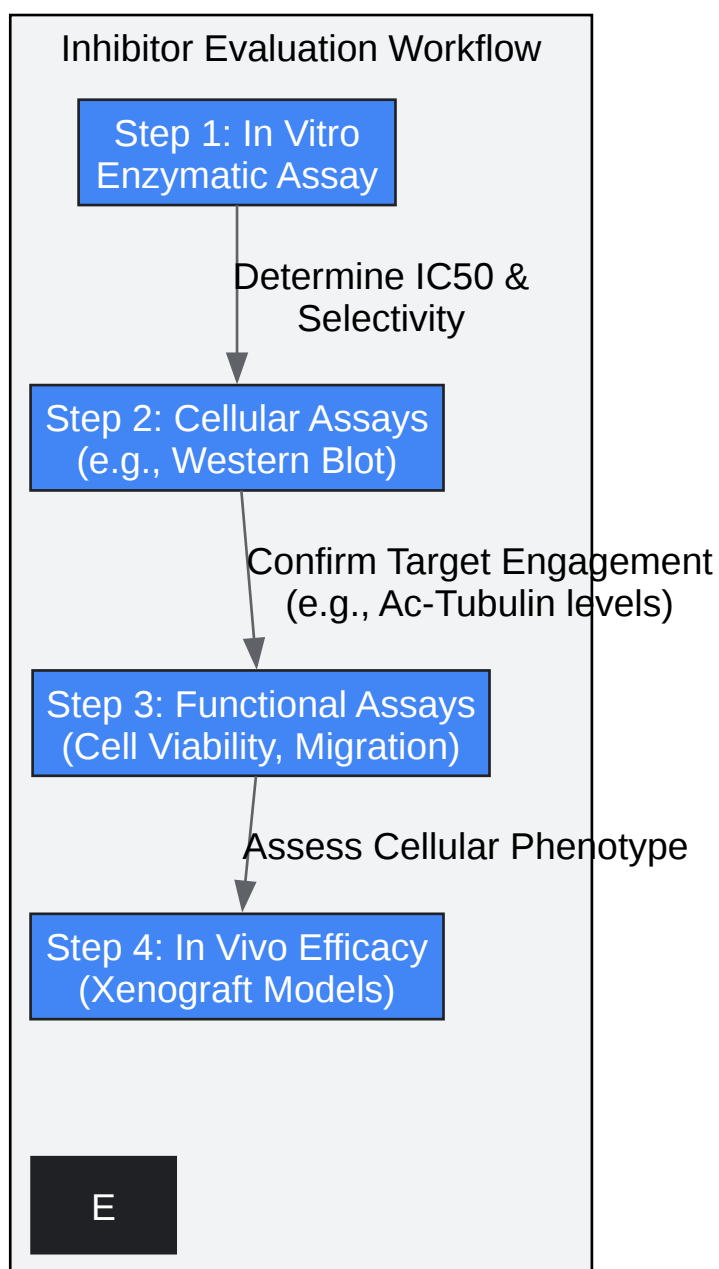 Inhibitor Evaluation Workflow
Step 1: In Vitro
Enzymatic Assay
Determine IC50 &
Selectivity
Step 2: Cellular Assays
(e.g., Western Blot)
Confirm Target Engagement
(e.g., Ac-Tubulin levels)
Step 3: Functional Assays
(Cell Viability, Migration)
Assess Cellular Phenotype
Step 4: In Vivo Efficacy
(Xenograft Models)
E